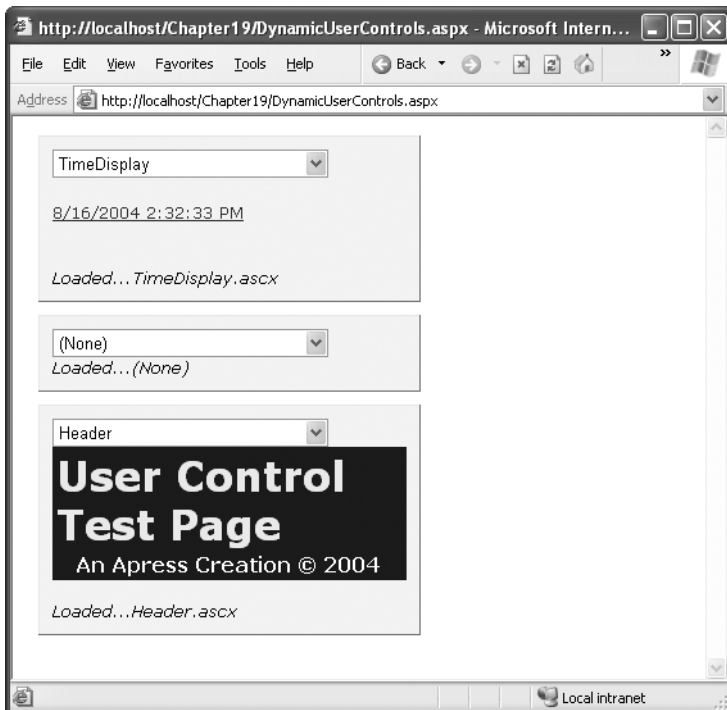 http://localhost/Chapter19/DynamicUserControls.aspx - Microsoft Intern...
File Edit View Favorites Tools Help Back »
Address http://localhost/Chapter19/DynamicUserControls.aspx
TimeDisplay
8/16/2004 2:32:33 PM
Loaded...TimeDisplay.ascx
(None)
Loaded...(None)
Header
User Control
Test Page
An Apress Creation © 2004
Loaded...Header.ascx
Local intranet